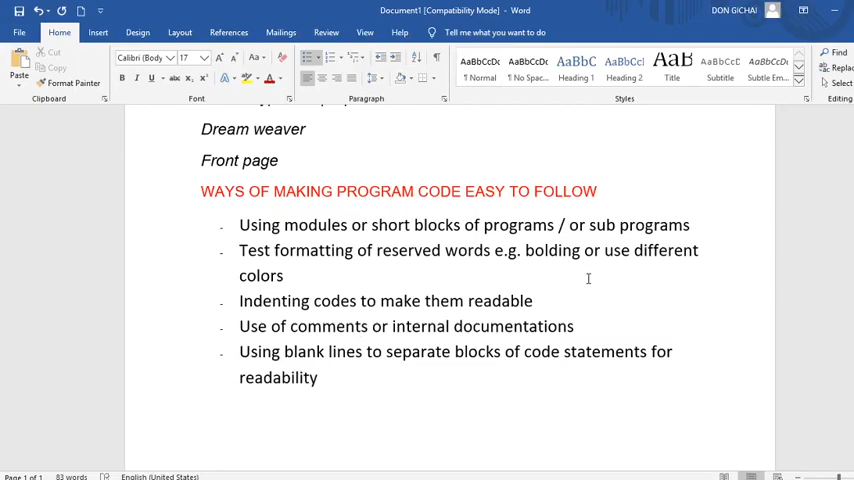 Document1 [Compatibility Mode] - Word
DON GICHAI
File Home Insert Design Layout References Mailings Review View Help Tell me what you want to do
Cut
Copy
Paste
Format Painter
Clipboard
Calibri (Body 17
Font
Paragraph
AaBbCcDc AaBbCcDc AaBbC AaBbCcI AaB AaBbCcD AaBbCcDc
¶ Normal ¶ No Spac... Heading 1 Heading 2 Title Subtitle Subtle Em...
Styles
Find
Replac
Select
Editing
Dream weaver
Front page
WAYS OF MAKING PROGRAM CODE EASY TO FOLLOW
- Using modules or short blocks of programs / or sub programs
- Test formatting of reserved words e.g. bolding or use different
colors
- Indenting codes to make them readable
- Use of comments or internal documentations
- Using blank lines to separate blocks of code statements for
readability
Page 1 of 1 83 words English (United States)